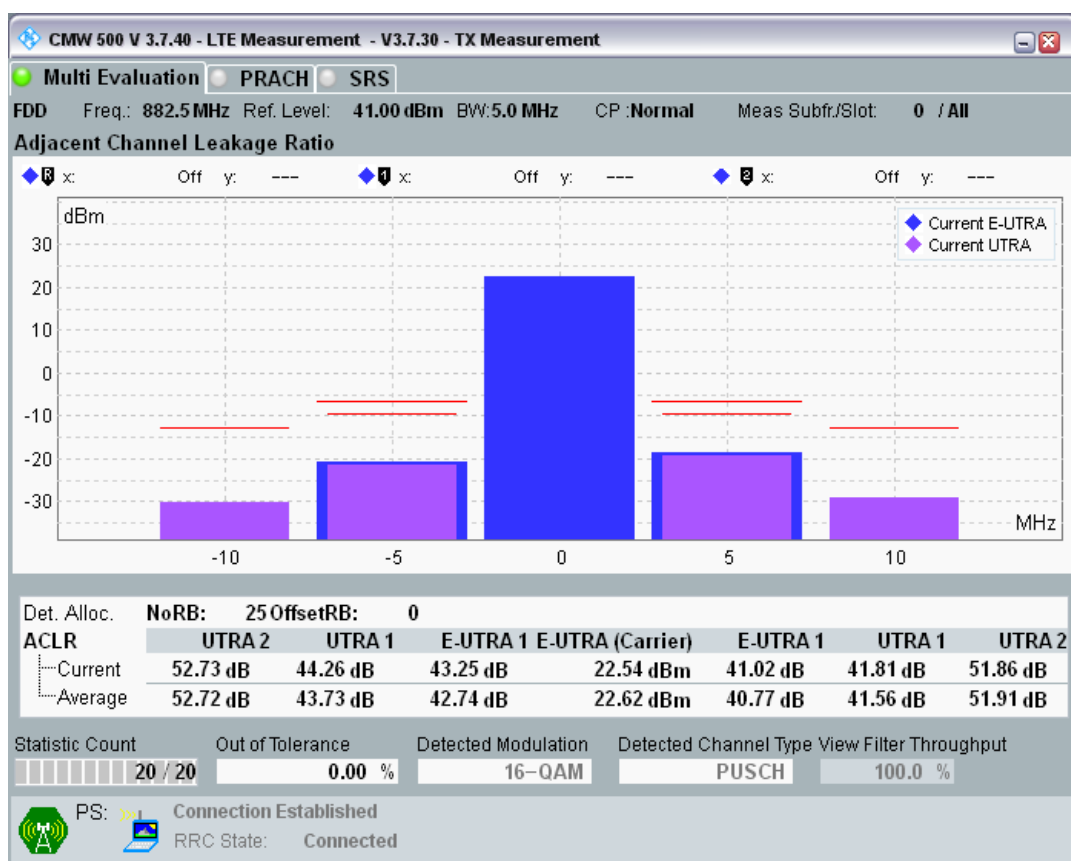 CMW 500 V 3.7.40 - LTE Measurement - V3.7.30 - TX Measurement
Multi Evaluation PRACH SRS
FDD Freq.: 882.5 MHz Ref. Level: 41.00 dBm BW: 5.0 MHz CP : Normal Meas Subfr./Slot: 0 / All
Adjacent Channel Leakage Ratio
R x: Off y: --- 1 x: Off y: --- 2 x: Off y: ---
dBm
Current E-UTRA
Current UTRA
30
20
10
0
-10
-20
-30
MHz
-10 -5 0 5 10
Det. Alloc. NoRB: 25 OffsetRB: 0
ACLR UTRA 2 UTRA 1 E-UTRA 1 E-UTRA (Carrier) E-UTRA 1 UTRA 1 UTRA 2
Current 52.73 dB 44.26 dB 43.25 dB 22.54 dBm 41.02 dB 41.81 dB 51.86 dB
Average 52.72 dB 43.73 dB 42.74 dB 22.62 dBm 40.77 dB 41.56 dB 51.91 dB
Statistic Count Out of Tolerance Detected Modulation Detected Channel Type View Filter Throughput
20 / 20 0.00 % 16-QAM PUSCH 100.0 %
PS: Connection Established
RRC State: Connected